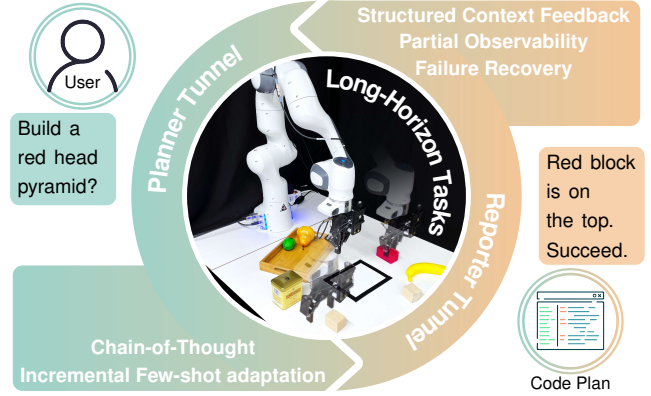 Structured Context Feedback
Partial Observability
Failure Recovery
User
Planner Tunnel
Long-Horizon Tasks
Reporter Tunnel
Build a
red head
pyramid?
Red block
is on
the top.
Succeed.
Chain-of-Thought
Incremental Few-shot adaptation
Code Plan